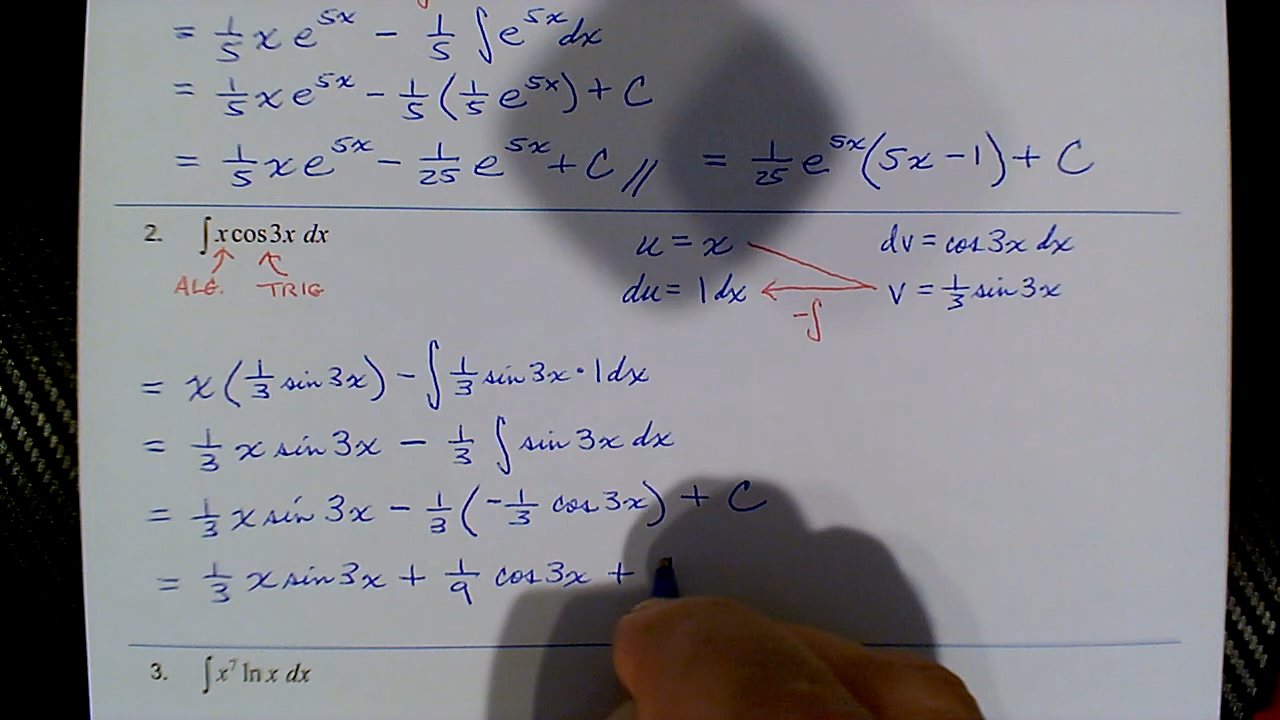 = 1/5 x e^5x − 1/5 ∫ e^5x dx
= 1/5 x e^5x − 1/5 (1/5 e^5x) + C
= 1/5 x e^5x − 1/25 e^5x + C // = 1/25 e^5x (5x − 1) + C
2. ∫ x cos 3x dx
ALG. TRIG
u = x dv = cos 3x dx
du = 1 dx v = 1/3 sin 3x
−∫
= x (1/3 sin 3x) − ∫ 1/3 sin 3x · 1 dx
= 1/3 x sin 3x − 1/3 ∫ sin 3x dx
= 1/3 x sin 3x − 1/3 (−1/3 cos 3x) + C
= 1/3 x sin 3x + 1/9 cos 3x +
3. ∫ x^7 ln x dx